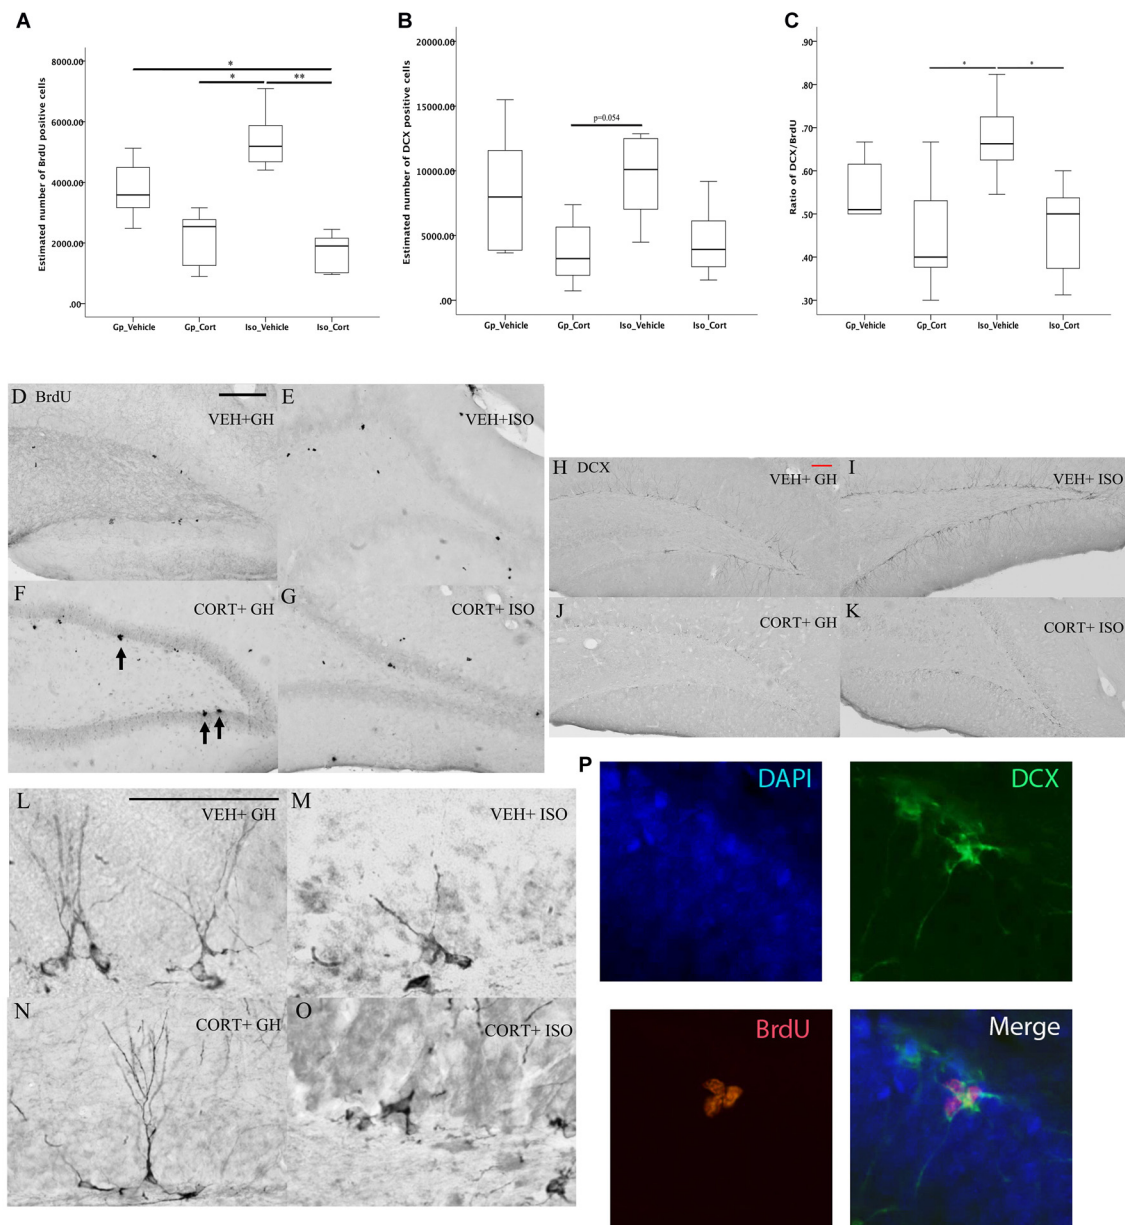 A
Estimated number of BrdU positive cells
8000.00
6000.00
4000.00
2000.00
.00
*
*
**
Gp_Vehicle
Gp_Cort
Iso_Vehicle
Iso_Cort
B
Estimated number of DCX positive cells
20000.00
15000.00
10000.00
5000.00
.00
p=0.054
Gp_Vehicle
Gp_Cort
Iso_Vehicle
Iso_Cort
C
Ratio of DCX/BrdU
.90
.80
.70
.60
.50
.40
.30
*
*
Gp_Vehicle
Gp_Cort
Iso_Vehicle
Iso_Cort
D BrdU
VEH+GH
E
VEH+ISO
F
CORT+ GH
G
CORT+ ISO
H DCX
VEH+ GH
I
VEH+ ISO
J
CORT+ GH
K
CORT+ ISO
L
VEH+ GH
M
VEH+ ISO
N
CORT+ GH
O
CORT+ ISO
P
DAPI
DCX
BrdU
Merge